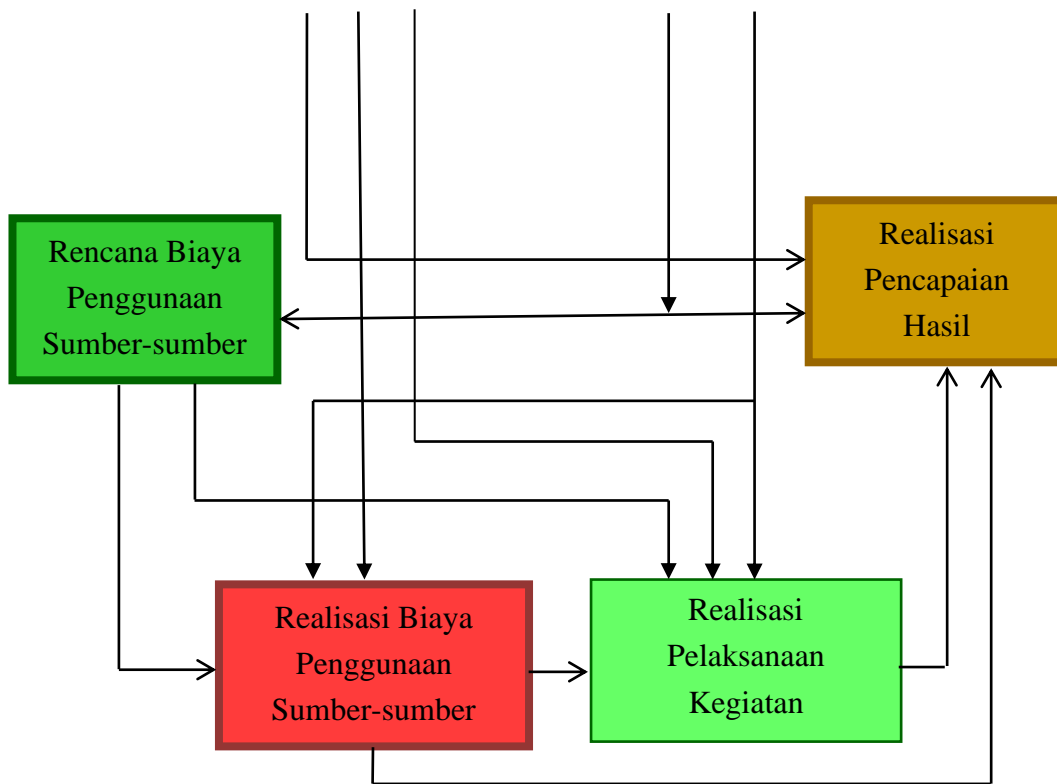 Rencana Biaya
Penggunaan
Sumber-sumber
Realisasi
Pencapaian
Hasil
Realisasi Biaya
Penggunaan
Sumber-sumber
Realisasi
Pelaksanaan
Kegiatan